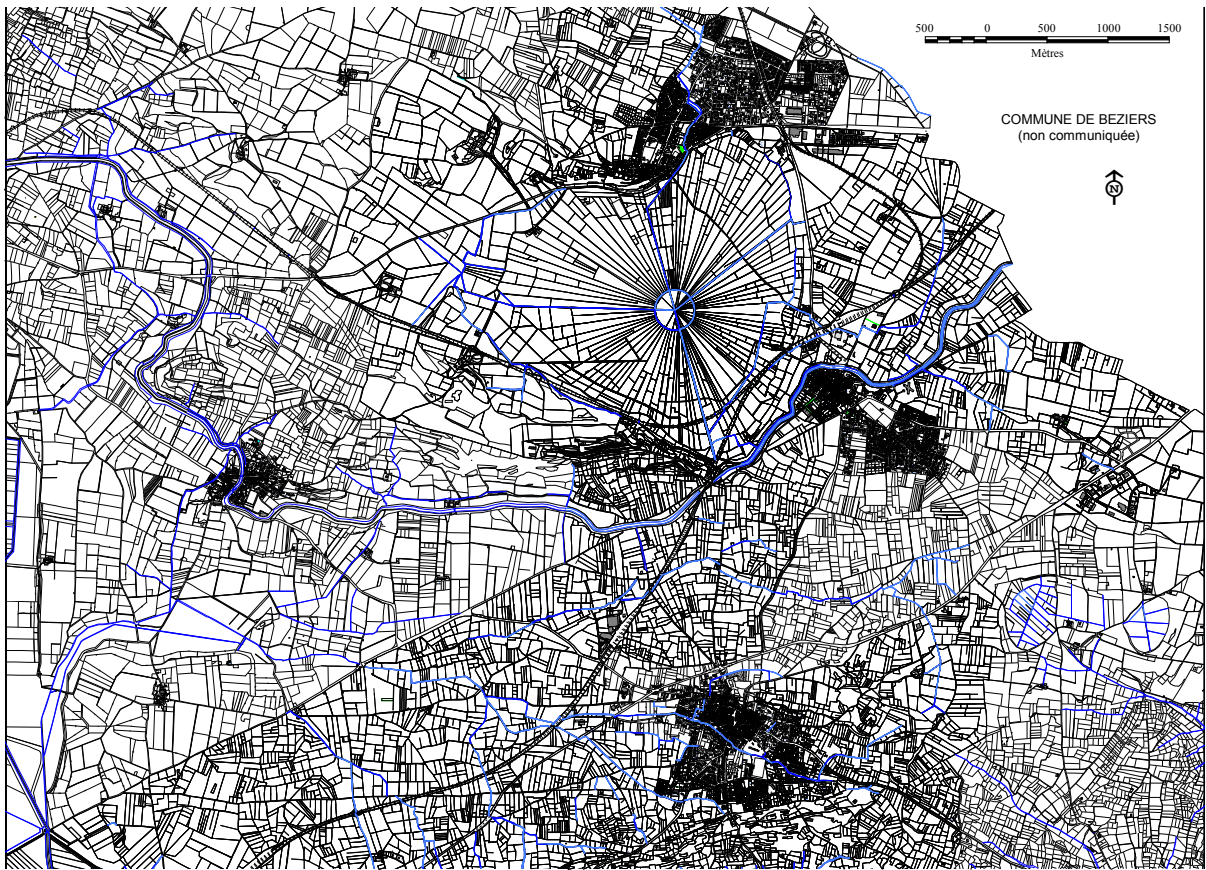 500 0 500 1000 1500
Mètres
COMMUNE DE BEZIERS
(non communiquée)
N